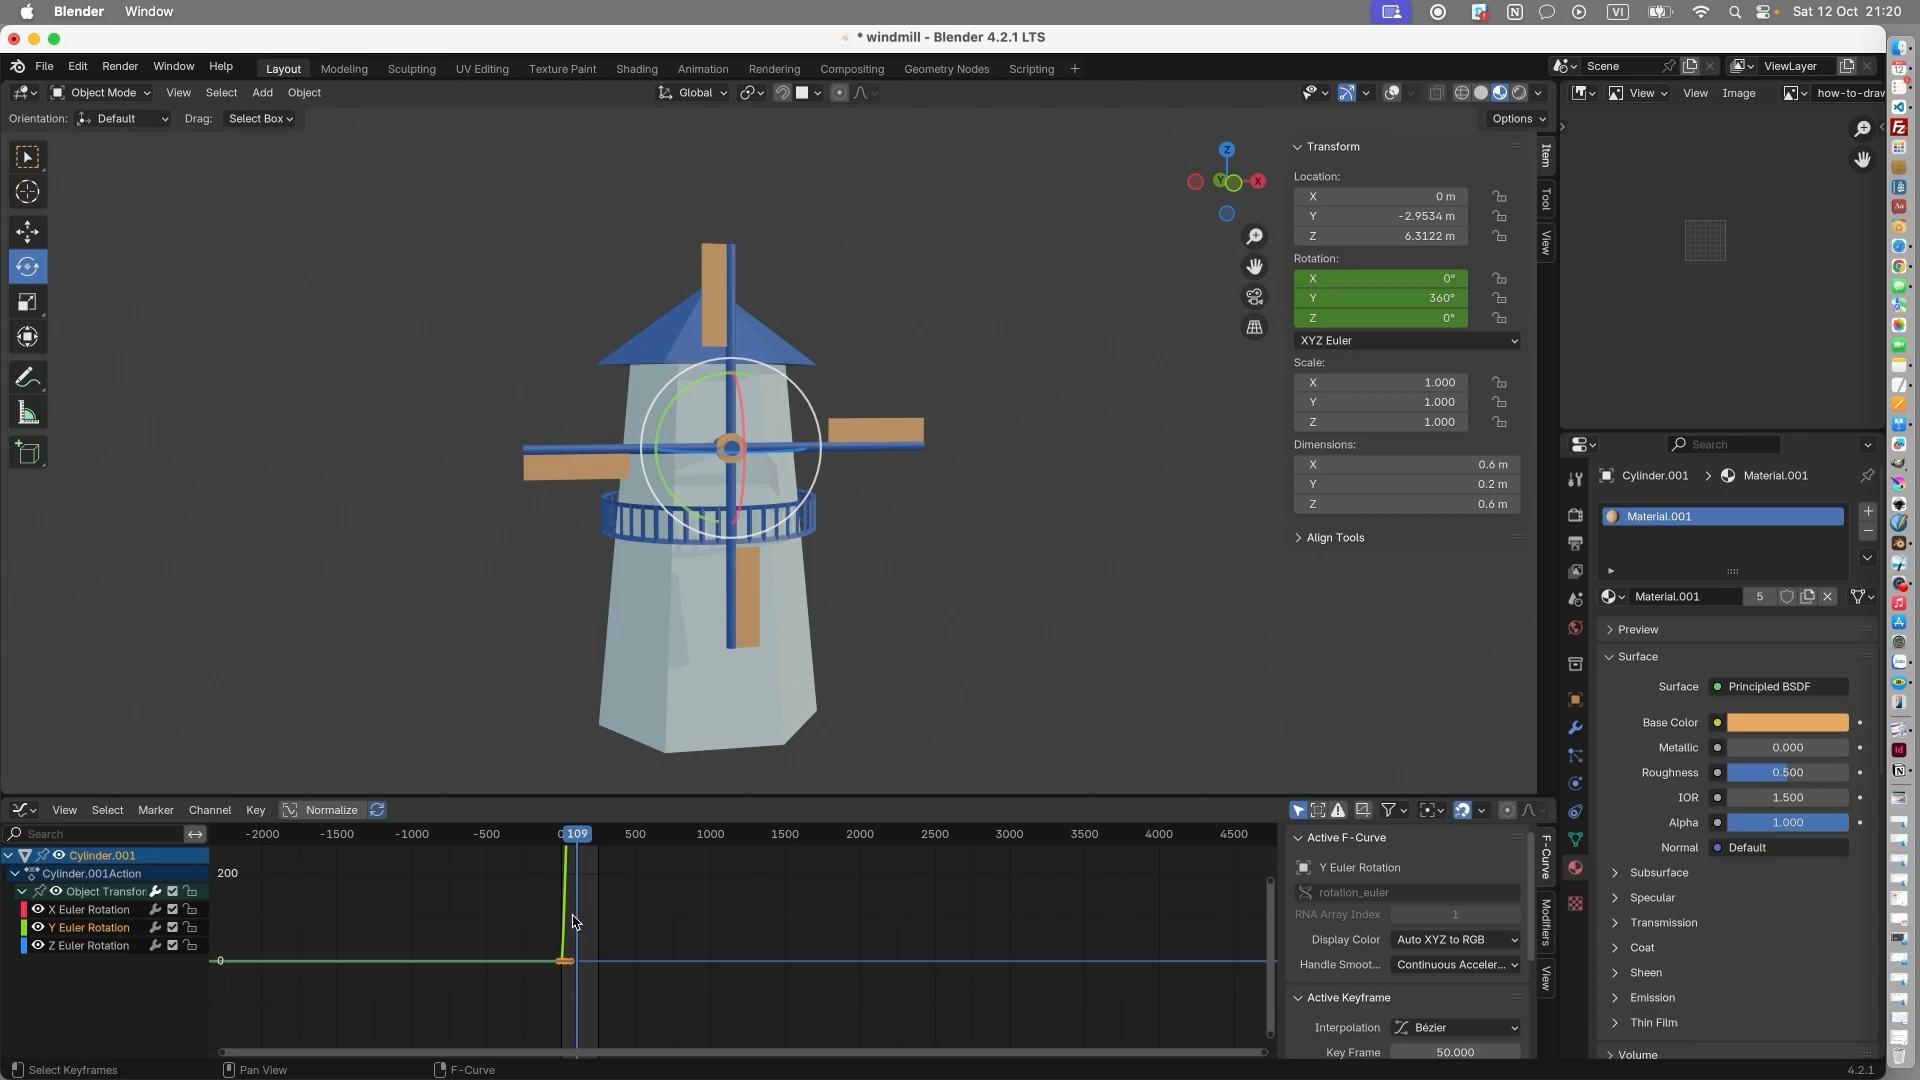 Blender Window VI Sat 12 Oct 21:20
* windmill - Blender 4.2.1 LTS
File Edit Render Window Help Layout Modeling Sculpting UV Editing Texture Paint Shading Animation Rendering Compositing Geometry Nodes Scripting + Scene ViewLayer
Object Mode View Select Add Object Global View View Image how-to-draw
Orientation: Default Drag: Select Box Options
Transform
Location:
X 0 m
Y -2.9534 m
Z 6.3122 m
Rotation:
X 0°
Y 360°
Z 0°
XYZ Euler
Scale:
X 1.000
Y 1.000
Z 1.000
Dimensions:
X 0.6 m
Y 0.2 m
Z 0.6 m
Align Tools
Item
Tool
View
Z
Y
X
Search
Cylinder.001 > Material.001
Material.001
Material.001 5
Preview
Surface
Surface Principled BSDF
Base Color
Metallic 0.000
Roughness 0.500
IOR 1.500
Alpha 1.000
Normal Default
Subsurface
Specular
Transmission
Coat
Sheen
Emission
Thin Film
Volume
View Select Marker Channel Key Normalize
Search
-2000 -1500 -1000 -500 0 109 500 1000 1500 2000 2500 3000 3500 4000 4500
Cylinder.001
Cylinder.001Action
Object Transfor
X Euler Rotation
Y Euler Rotation
Z Euler Rotation
200
0
Active F-Curve
Y Euler Rotation
rotation_euler
RNA Array Index 1
Display Color Auto XYZ to RGB
Handle Smoot... Continuous Acceler...
Active Keyframe
Interpolation Bézier
Key Frame 50.000
F-Curve
Modifiers
View
Select Keyframes Pan View F-Curve 4.2.1